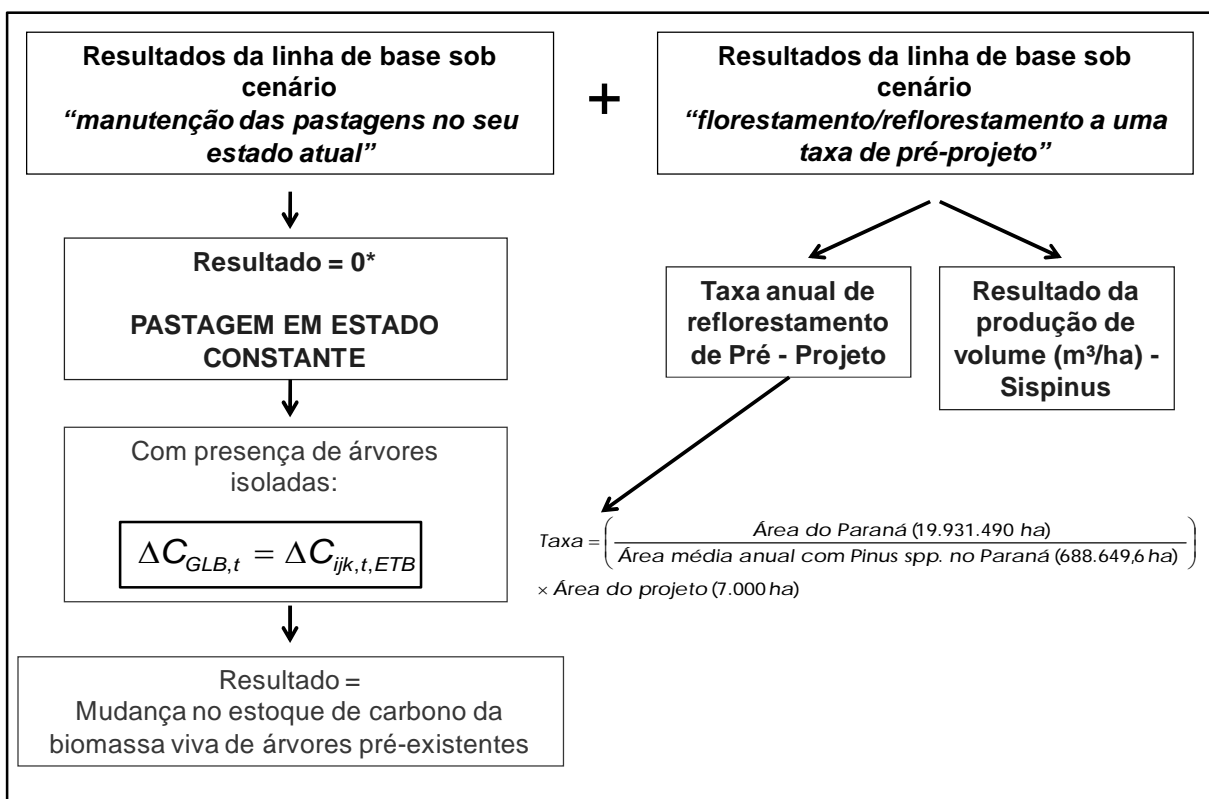 Resultados da linha de base sob
cenário
“manutenção das pastagens no seu
estado atual”
+
Resultados da linha de base sob
cenário
“florestamento/reflorestamento a uma
taxa de pré-projeto”
Resultado = 0*
PASTAGEM EM ESTADO
CONSTANTE
Com presença de árvores
isoladas:
ΔC_{GLB,t} = ΔC_{ijk,t,ETB}
Resultado =
Mudança no estoque de carbono da
biomassa viva de árvores pré-existentes
Taxa anual de
reflorestamento
de Pré - Projeto
Resultado da
produção de
volume (m³/ha) -
Sispinus
Taxa = ( Área do Paraná (19.931.490 ha) / Área média anual com Pinus spp. no Paraná (688.649,6 ha) )
× Área do projeto (7.000 ha)